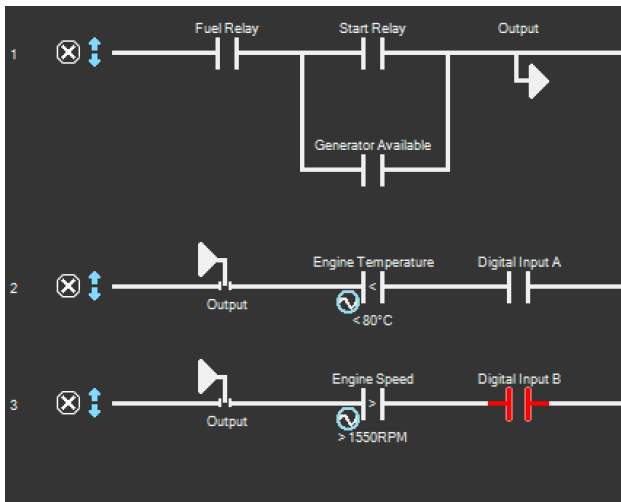 Fuel Relay Start Relay Output
1
Generator Available
Engine Temperature Digital Input A
<
2
Output
<80°C
Engine Speed Digital Input B
>
3
Output
> 1550RPM